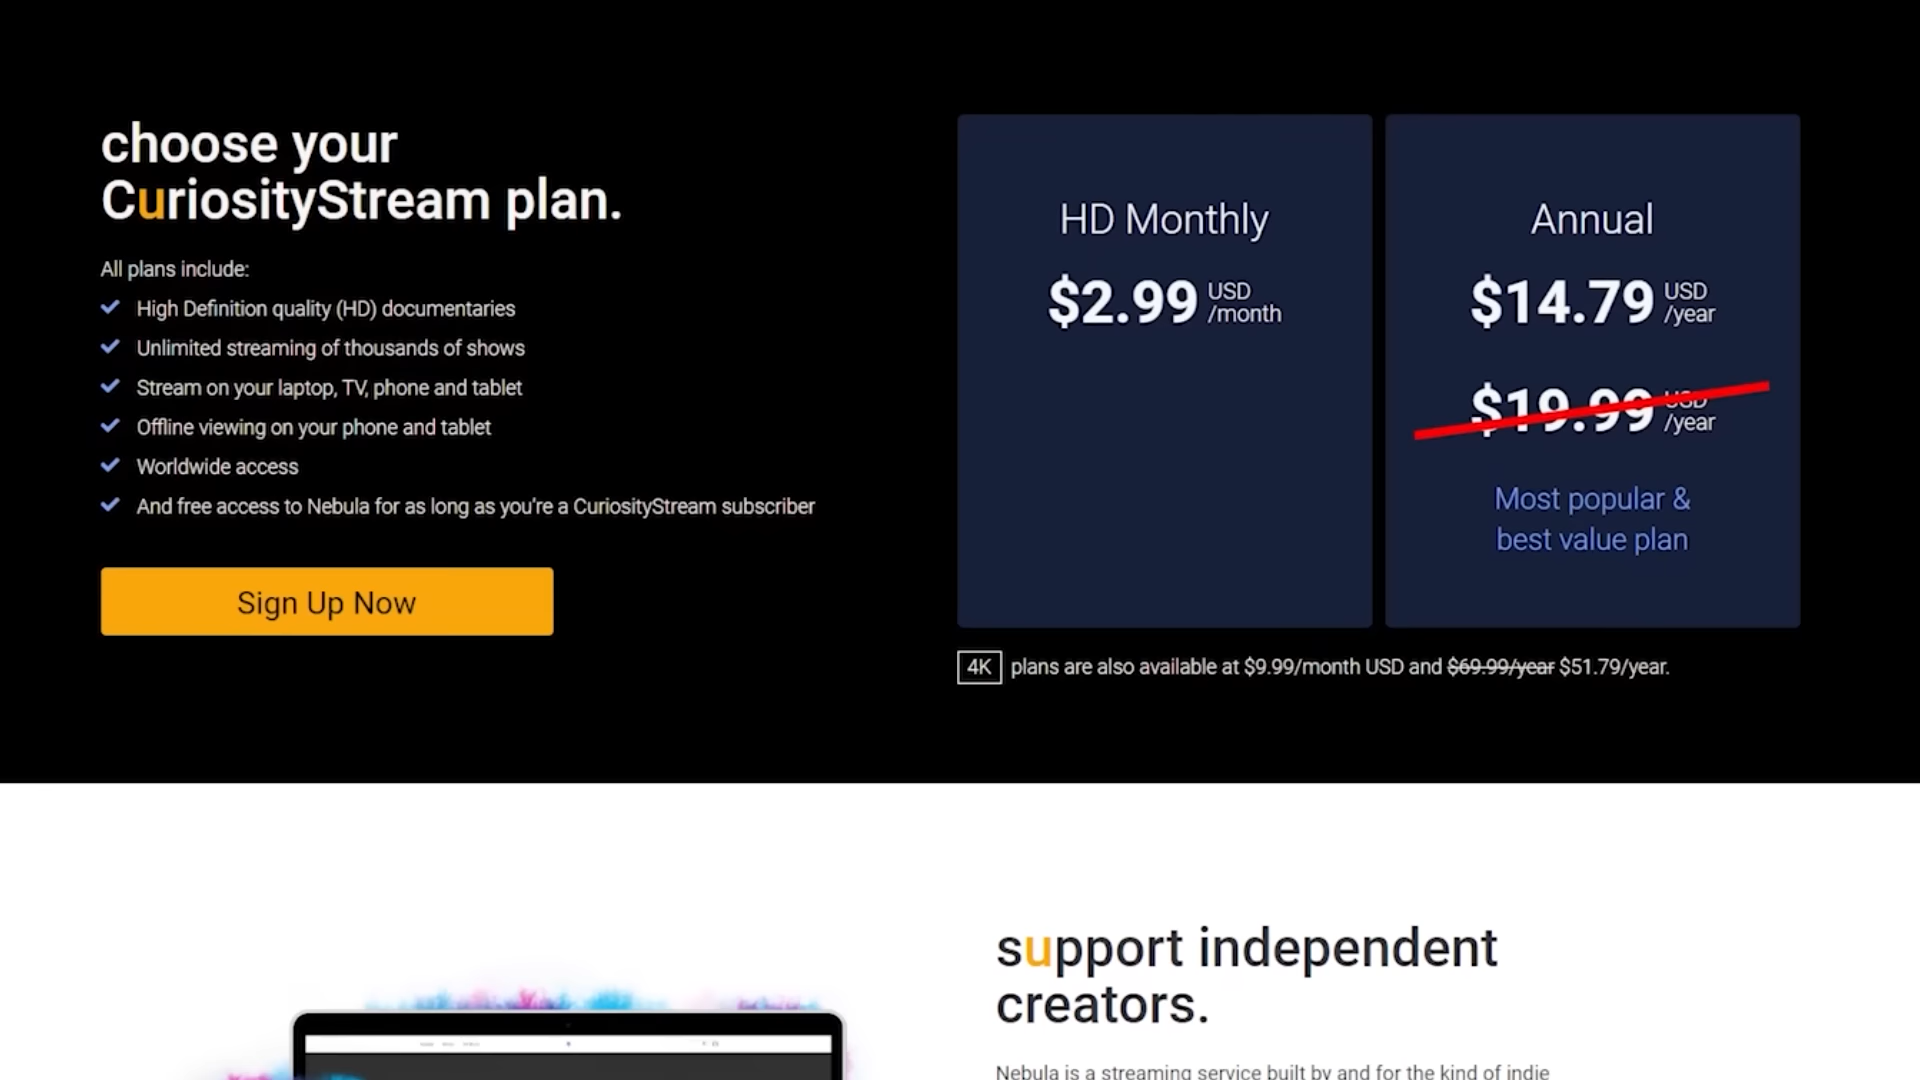 choose your
CuriosityStream plan.
All plans include:
High Definition quality (HD) documentaries
Unlimited streaming of thousands of shows
Stream on your laptop, TV, phone and tablet
Offline viewing on your phone and tablet
Worldwide access
And free access to Nebula for as long as you're a CuriosityStream subscriber
Sign Up Now
HD Monthly
$2.99 USD /month
Annual
$14.79 USD /year
$19.99 USD /year
Most popular &
best value plan
4K plans are also available at $9.99/month USD and $69.99/year $51.79/year.
support independent
creators.
Nebula is a streaming service built by and for the kind of indie